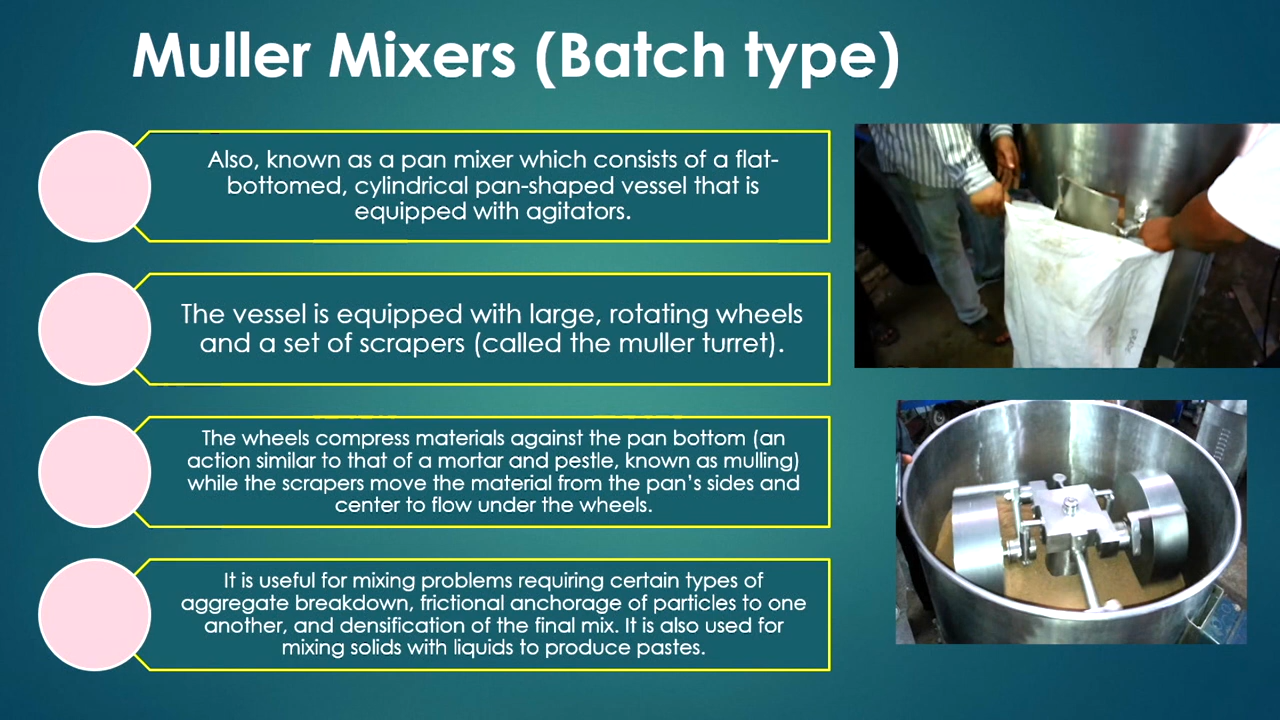 Muller Mixers (Batch type)
Also, known as a pan mixer which consists of a flat-
bottomed, cylindrical pan-shaped vessel that is
equipped with agitators.
The vessel is equipped with large, rotating wheels
and a set of scrapers (called the muller turret).
The wheels compress materials against the pan bottom (an
action similar to that of a mortar and pestle, known as mulling)
while the scrapers move the material from the pan's sides and
center to flow under the wheels.
It is useful for mixing problems requiring certain types of
aggregate breakdown, frictional anchorage of particles to one
another, and densification of the final mix. It is also used for
mixing solids with liquids to produce pastes.